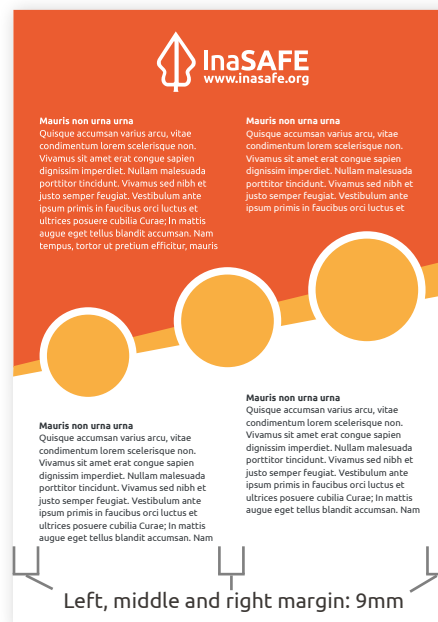 InaSAFE
www.inasafe.org
Mauris non urna urna
Quisque accumsan varius arcu, vitae
condimentum lorem scelerisque non.
Vivamus sit amet erat congue sapien
dignissim imperdiet. Nullam malesuada
porttitor tincidunt. Vivamus sed nibh et
justo semper feugiat. Vestibulum ante
ipsum primis in faucibus orci luctus et
ultrices posuere cubilia Curae; In mattis
augue eget tellus blandit accumsan. Nam
tempus, tortor ut pretium efficitur, mauris
Mauris non urna urna
Quisque accumsan varius arcu, vitae
condimentum lorem scelerisque non.
Vivamus sit amet erat congue sapien
dignissim imperdiet. Nullam malesuada
porttitor tincidunt. Vivamus sed nibh et
justo semper feugiat. Vestibulum ante
ipsum primis in faucibus orci luctus et
Mauris non urna urna
Quisque accumsan varius arcu, vitae
condimentum lorem scelerisque non.
Vivamus sit amet erat congue sapien
dignissim imperdiet. Nullam malesuada
porttitor tincidunt. Vivamus sed nibh et
justo semper feugiat. Vestibulum ante
ipsum primis in faucibus orci luctus et
ultrices posuere cubilia Curae; In mattis
augue eget tellus blandit accumsan. Nam
Mauris non urna urna
Quisque accumsan varius arcu, vitae
condimentum lorem scelerisque non.
Vivamus sit amet erat congue sapien
dignissim imperdiet. Nullam malesuada
porttitor tincidunt. Vivamus sed nibh et
justo semper feugiat. Vestibulum ante
ipsum primis in faucibus orci luctus et
ultrices posuere cubilia Curae; In mattis
augue eget tellus blandit accumsan. Nam
Left, middle and right margin: 9mm